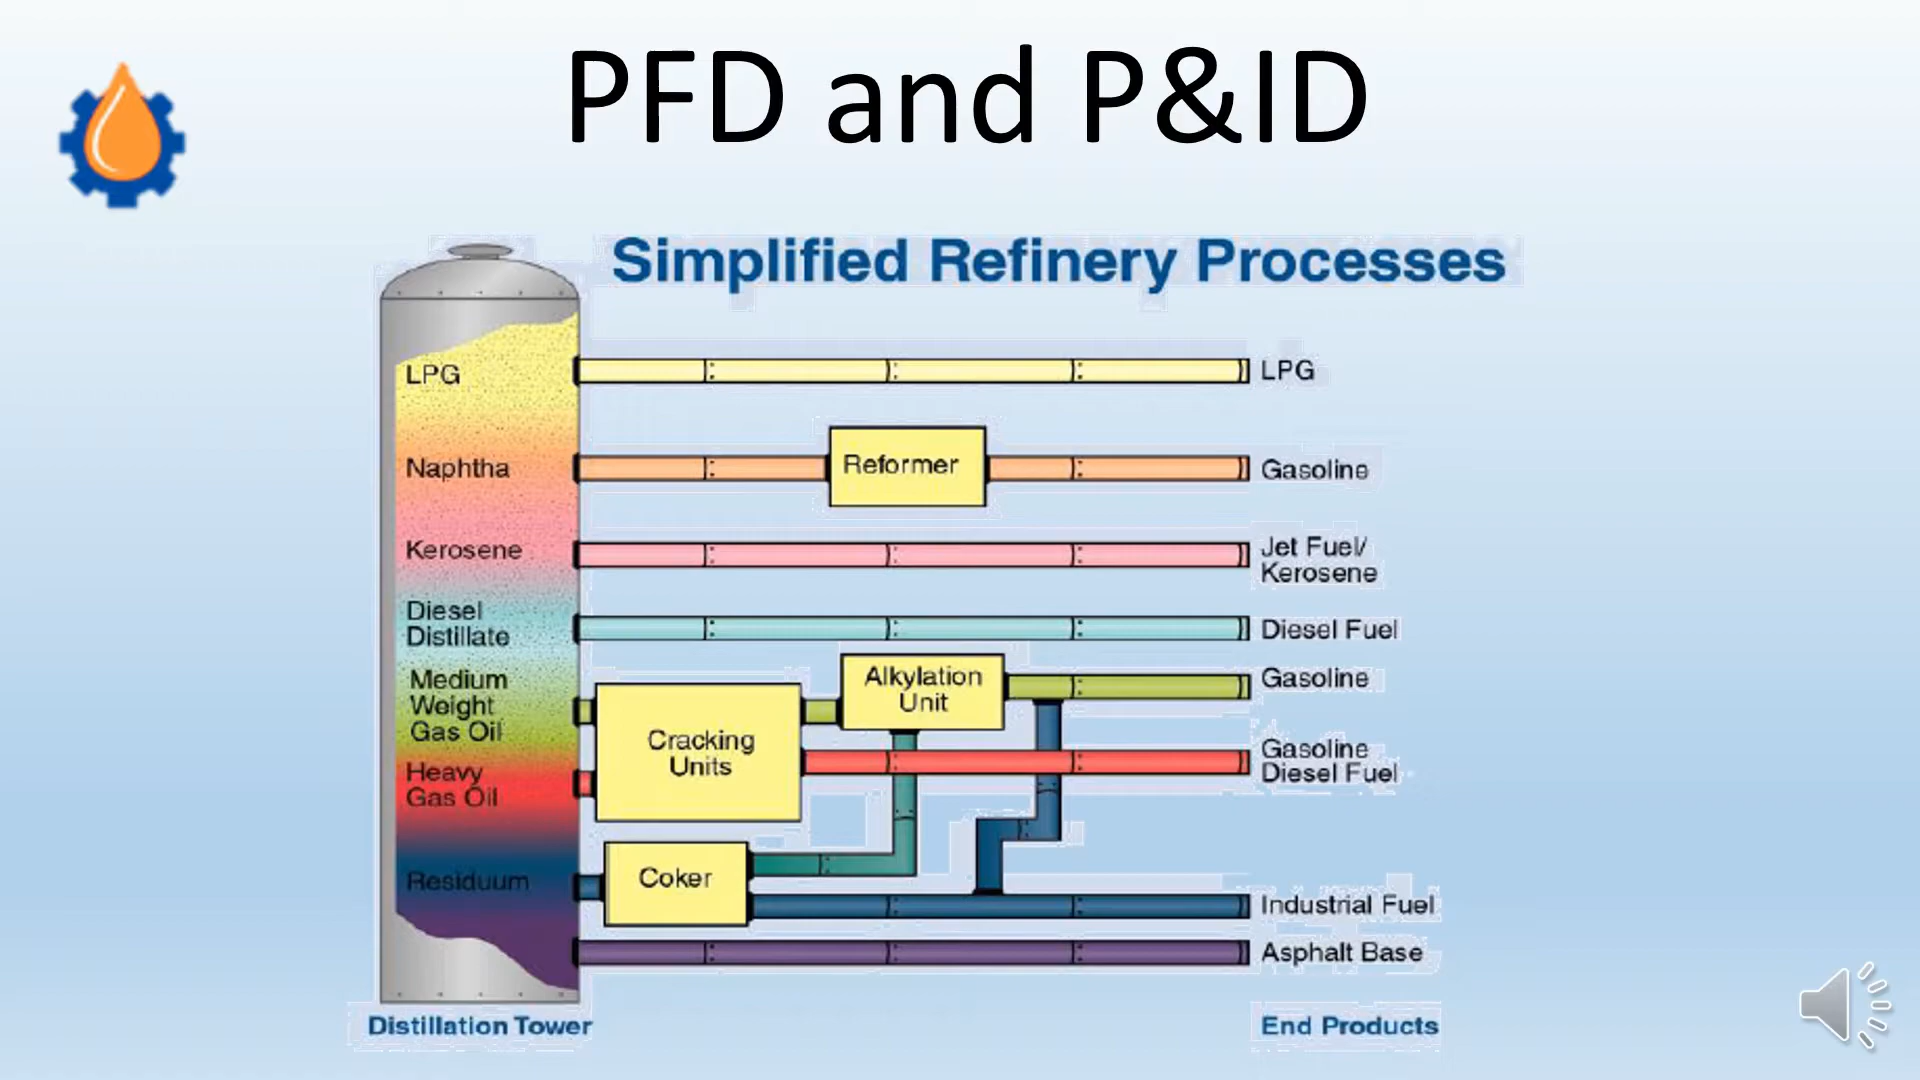 PFD and P&ID
Simplified Refinery Processes
LPG
LPG
Naphtha
Reformer
Gasoline
Kerosene
Jet Fuel/
Kerosene
Diesel
Distillate
Diesel Fuel
Medium
Weight
Gas Oil
Alkylation
Unit
Gasoline
Cracking
Units
Heavy
Gas Oil
Gasoline
Diesel Fuel
Residuum
Coker
Industrial Fuel
Asphalt Base
Distillation Tower
End Products